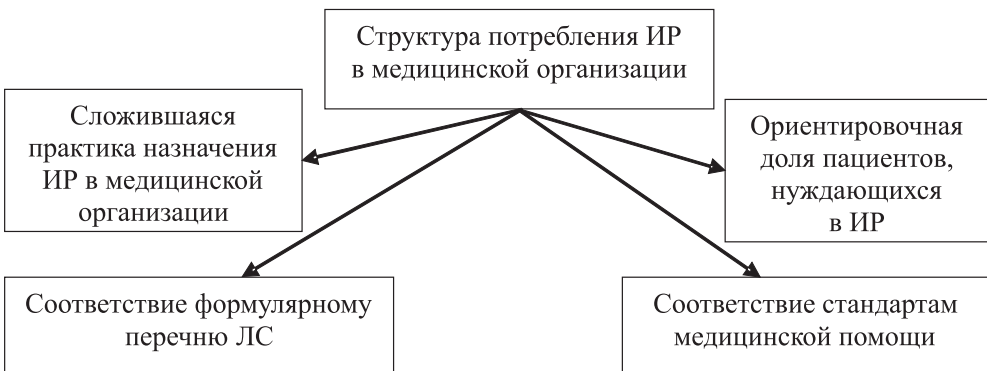 Структура потребления ИР
в медицинской организации
Сложившаяся
практика назначения
ИР в медицинской
организации
Ориентировочная
доля пациентов,
нуждающихся
в ИР
Соответствие формулярному
перечню ЛС
Соответствие стандартам
медицинской помощи